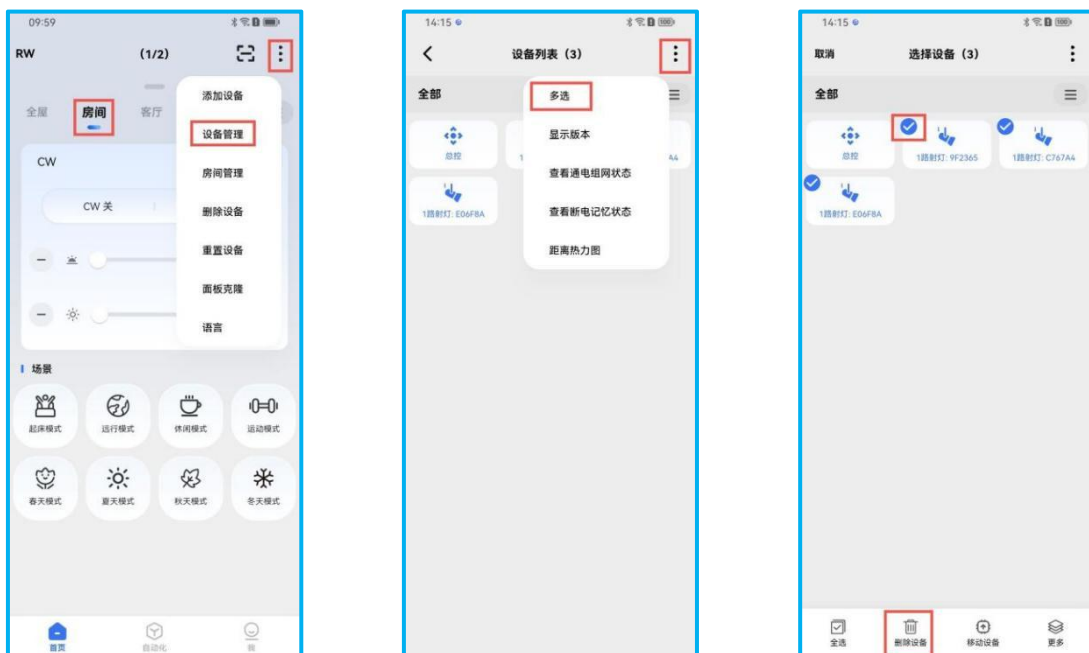 09:59
RW (1/2)
全屋 房间 客厅
添加设备
设备管理
房间管理
删除设备
重置设备
面板克隆
语言
CW
CW 关
场景
起床模式 远行模式 休闲模式 运动模式
春天模式 夏天模式 秋天模式 冬天模式
首页 自动化 我
14:15
设备列表（3）
全部
多选
显示版本
查看通电组网状态
查看断电记忆状态
距离热力图
总控 1 A4
1路射灯: E06F8A
14:15
取消 选择设备（3）
全部
总控 1路射灯: 9F2365 1路射灯: C767A4
1路射灯: E06F8A
全选 删除设备 移动设备 更多